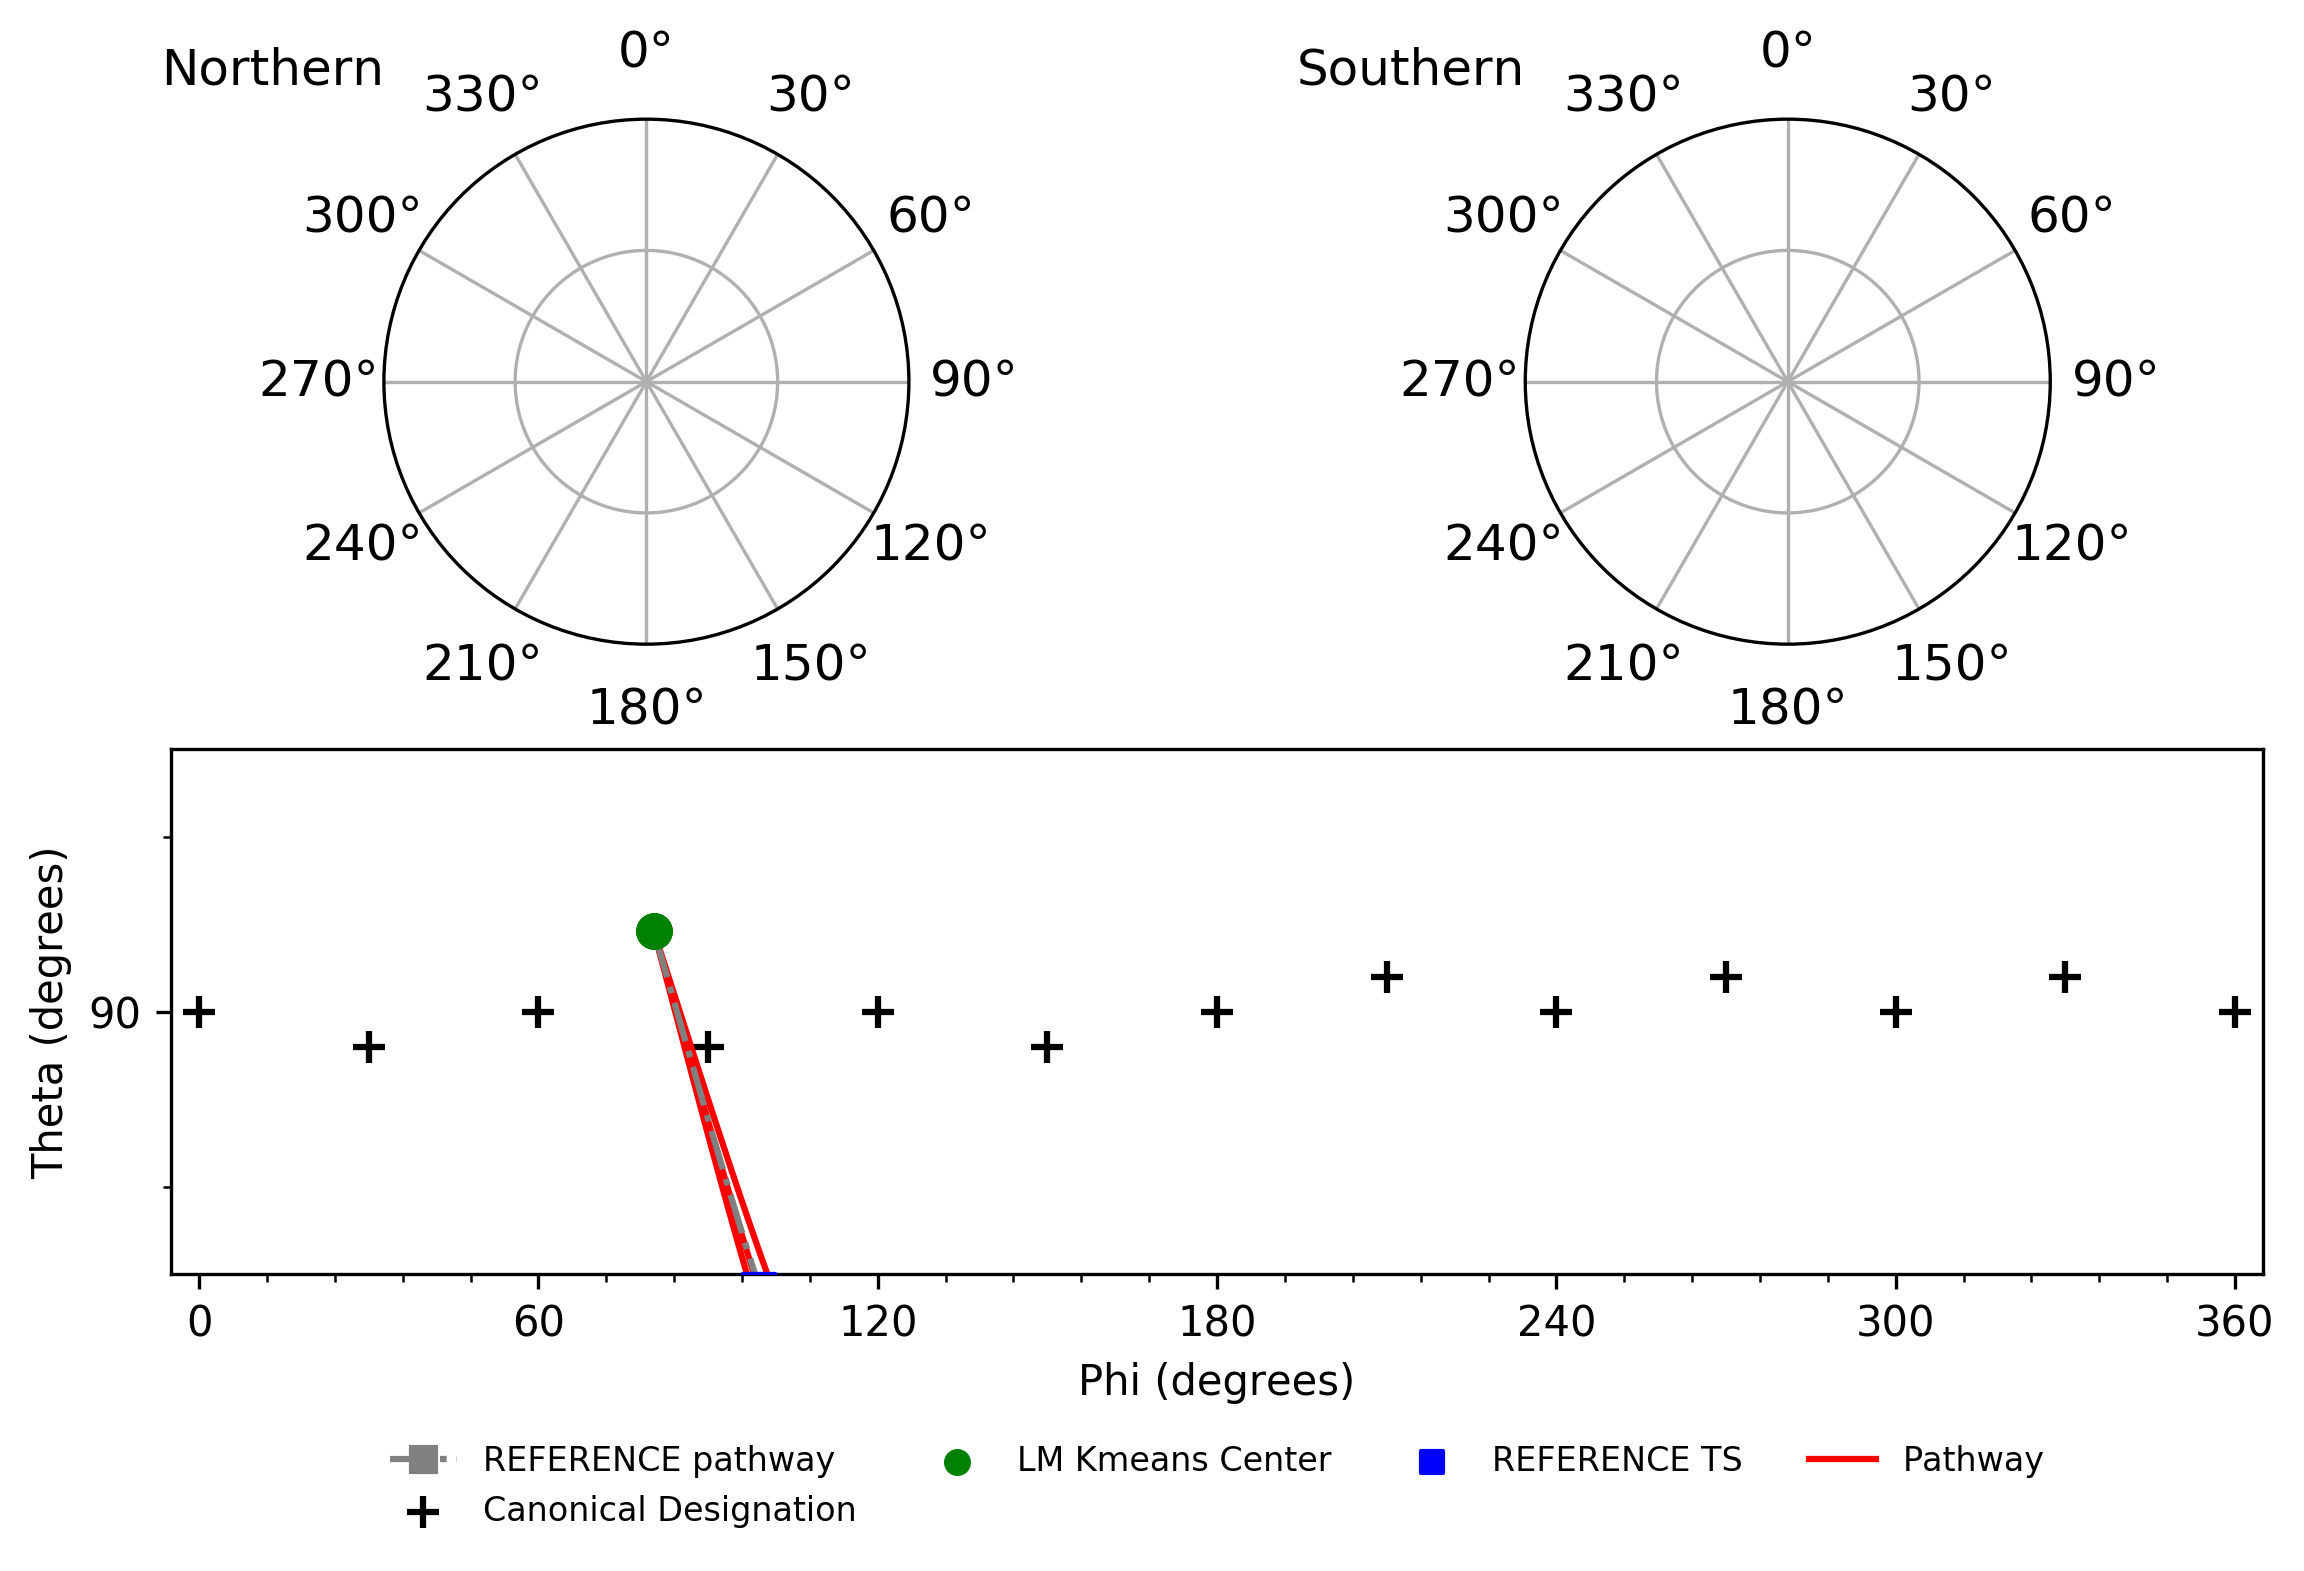 Northern
0°
30°
60°
90°
120°
150°
180°
210°
240°
270°
300°
330°
Southern
0°
30°
60°
90°
120°
150°
180°
210°
240°
270°
300°
330°
Theta (degrees)
90
0 60 120 180 240 300 360
Phi (degrees)
REFERENCE pathway
Canonical Designation
LM Kmeans Center
REFERENCE TS
Pathway